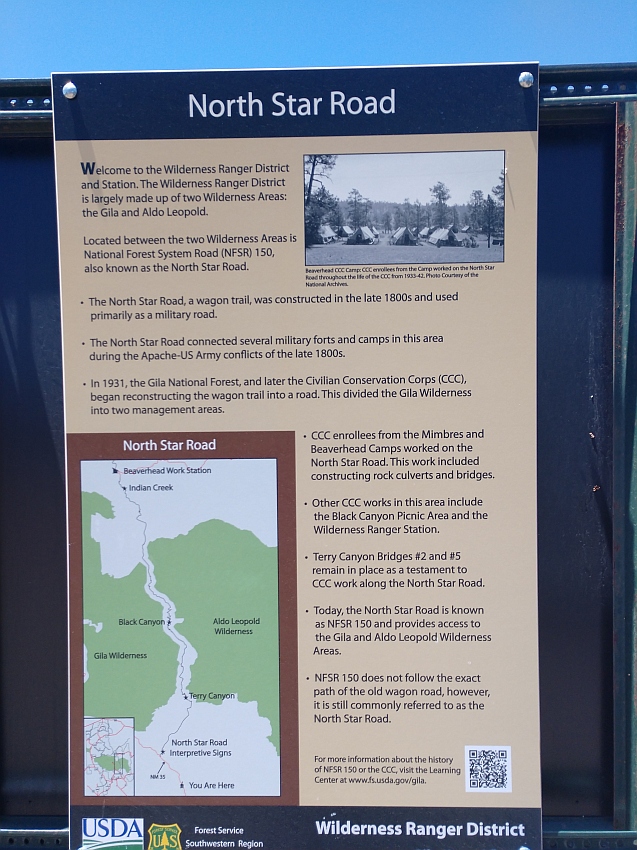 North Star Road
Welcome to the Wilderness Ranger District
and Station. The Wilderness Ranger District
is largely made up of two Wilderness Areas:
the Gila and Aldo Leopold.
Located between the two Wilderness Areas is
National Forest System Road (NFSR) 150,
also known as the North Star Road.
Beaverhead CCC Camp: CCC enrollees from the Camp worked on the North Star
Road throughout the life of the CCC from 1933-42. Photo Courtesy of the
National Archives.
• The North Star Road, a wagon trail, was constructed in the late 1800s and used
primarily as a military road.
• The North Star Road connected several military forts and camps in this area
during the Apache-US Army conflicts of the late 1800s.
• In 1931, the Gila National Forest, and later the Civilian Conservation Corps (CCC),
began reconstructing the wagon trail into a road. This divided the Gila Wilderness
into two management areas.
• CCC enrollees from the Mimbres and
Beaverhead Camps worked on the
North Star Road. This work included
constructing rock culverts and bridges.
• Other CCC works in this area include
the Black Canyon Picnic Area and the
Wilderness Ranger Station.
• Terry Canyon Bridges #2 and #5
remain in place as a testament to
CCC work along the North Star Road.
• Today, the North Star Road is known
as NFSR 150 and provides access to
the Gila and Aldo Leopold Wilderness
Areas.
• NFSR 150 does not follow the exact
path of the old wagon road, however,
it is still commonly referred to as the
North Star Road.
For more information about the history
of NFSR 150 or the CCC, visit the Learning
Center at www.fs.usda.gov/gila.
North Star Road
Beaverhead Work Station
Indian Creek
Black Canyon
Aldo Leopold
Wilderness
Gila Wilderness
Terry Canyon
North Star Road
Interpretive Signs
NM 35
You Are Here
USDA
U S
Forest Service
Southwestern Region
Wilderness Ranger District